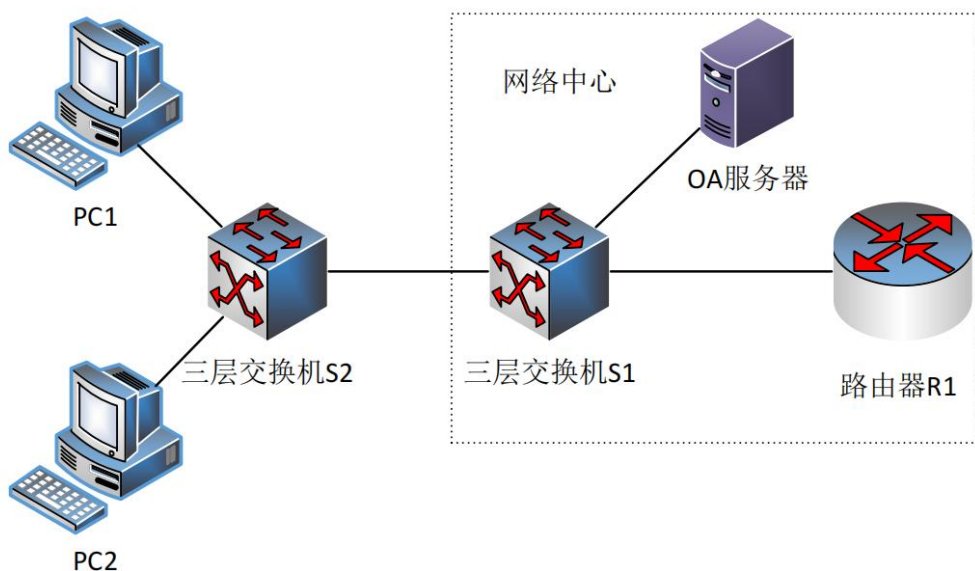 网络中心
OA服务器
PC1
三层交换机S2
三层交换机S1
路由器R1
PC2